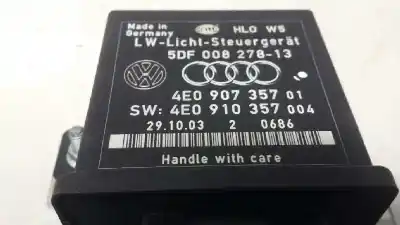 Made in Germany
HLO W5
LW-Licht-Steuergerät
5DF 008 278-13
4E0 907 357 01
SW: 4E0 910 357 004
29.10.03 2 0686
Handle with care